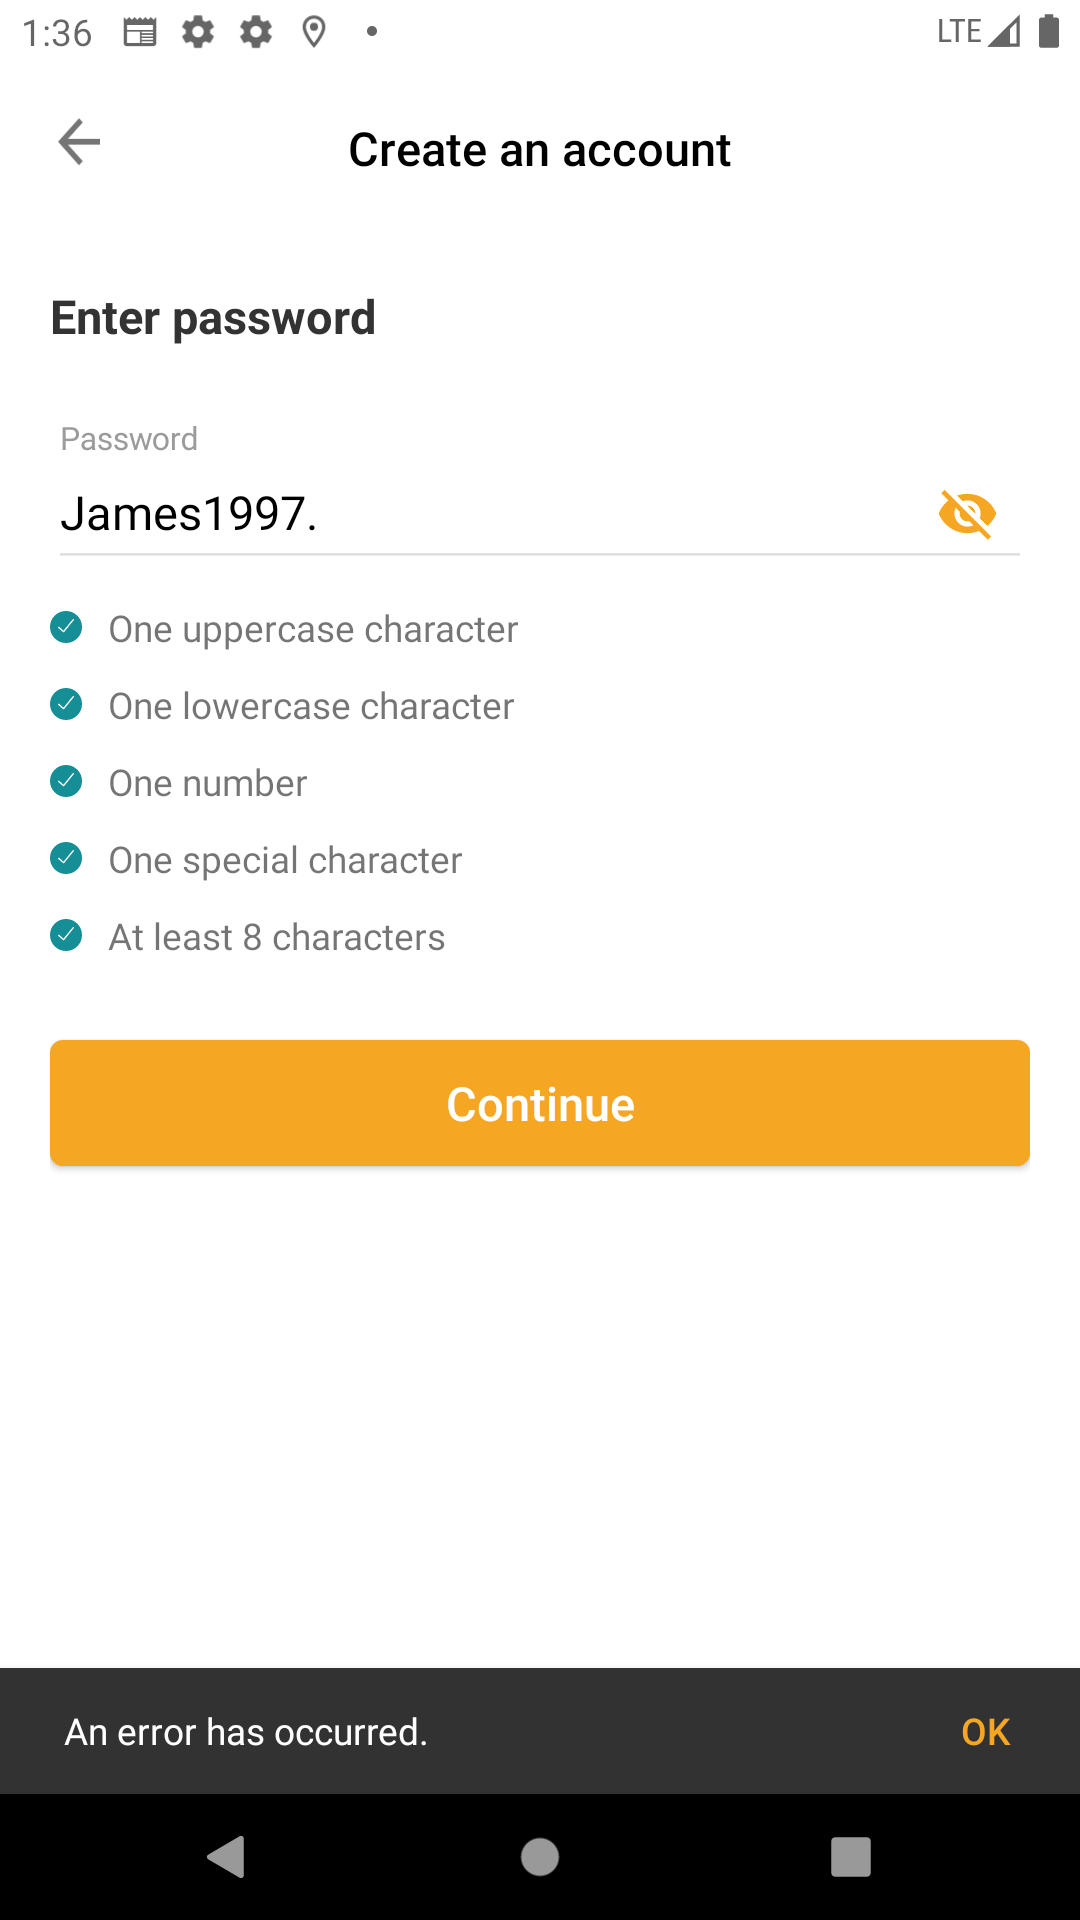 1:36
LTE
Create an account
Enter password
Password
James1997.
One uppercase character
One lowercase character
One number
One special character
At least 8 characters
Continue
An error has occurred.
OK